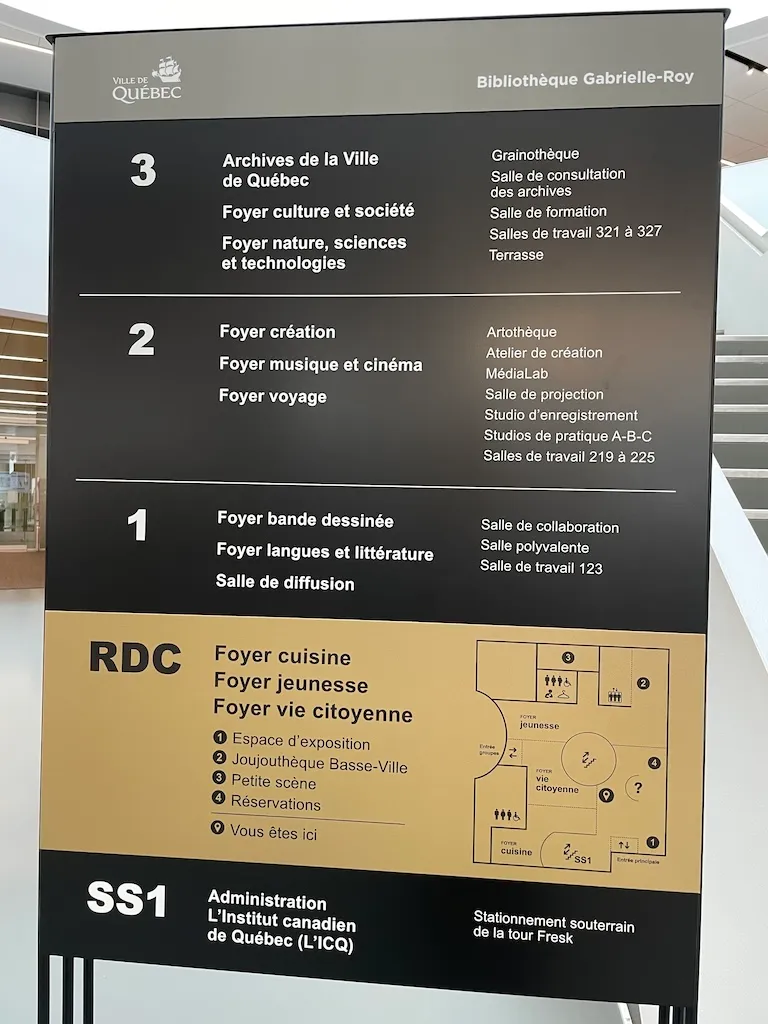 VILLE DE
QUÉBEC
Bibliothèque Gabrielle-Roy
3
Archives de la Ville
de Québec
Foyer culture et société
Foyer nature, sciences
et technologies
Grainothèque
Salle de consultation
des archives
Salle de formation
Salles de travail 321 à 327
Terrasse
2
Foyer création
Foyer musique et cinéma
Foyer voyage
Artothèque
Atelier de création
MédiaLab
Salle de projection
Studio d'enregistrement
Studios de pratique A-B-C
Salles de travail 219 à 225
1
Foyer bande dessinée
Foyer langues et littérature
Salle de diffusion
Salle de collaboration
Salle polyvalente
Salle de travail 123
RDC
Foyer cuisine
Foyer jeunesse
Foyer vie citoyenne
1 Espace d'exposition
2 Joujouthèque Basse-Ville
3 Petite scène
4 Réservations
Vous êtes ici
3
2
FOYER
jeunesse
Entrée
groupes
4
FOYER
vie
citoyenne
?
1
FOYER
cuisine
SS1
Entrée principale
SS1
Administration
L'Institut canadien
de Québec (L'ICQ)
Stationnement souterrain
de la tour Fresk